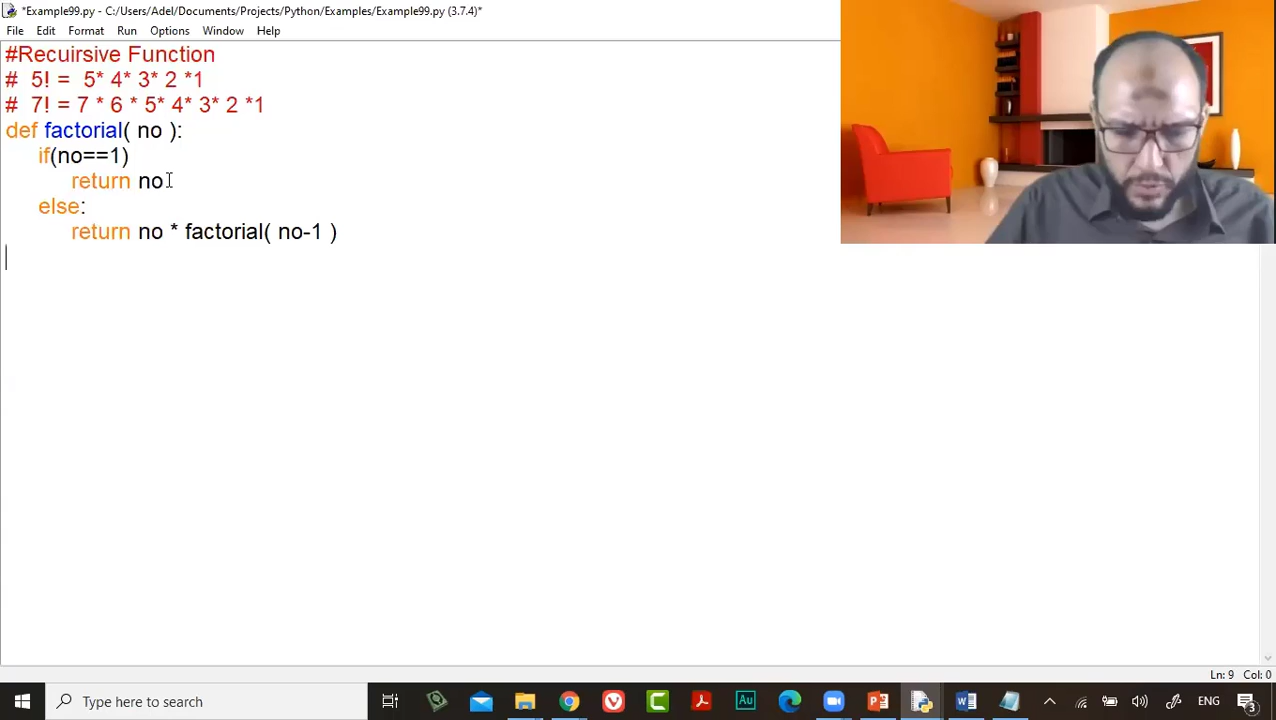 *Example99.py - C:/Users/Adel/Documents/Projects/Python/Examples/Example99.py (3.7.4)*
File Edit Format Run Options Window Help
#Recuirsive Function
# 5! = 5* 4* 3* 2 *1
# 7! = 7 * 6 * 5* 4* 3* 2 *1
def factorial( no ):
if(no==1)
return no
else:
return no * factorial( no-1 )
Ln: 9 Col: 0
Type here to search
Au
ENG
3